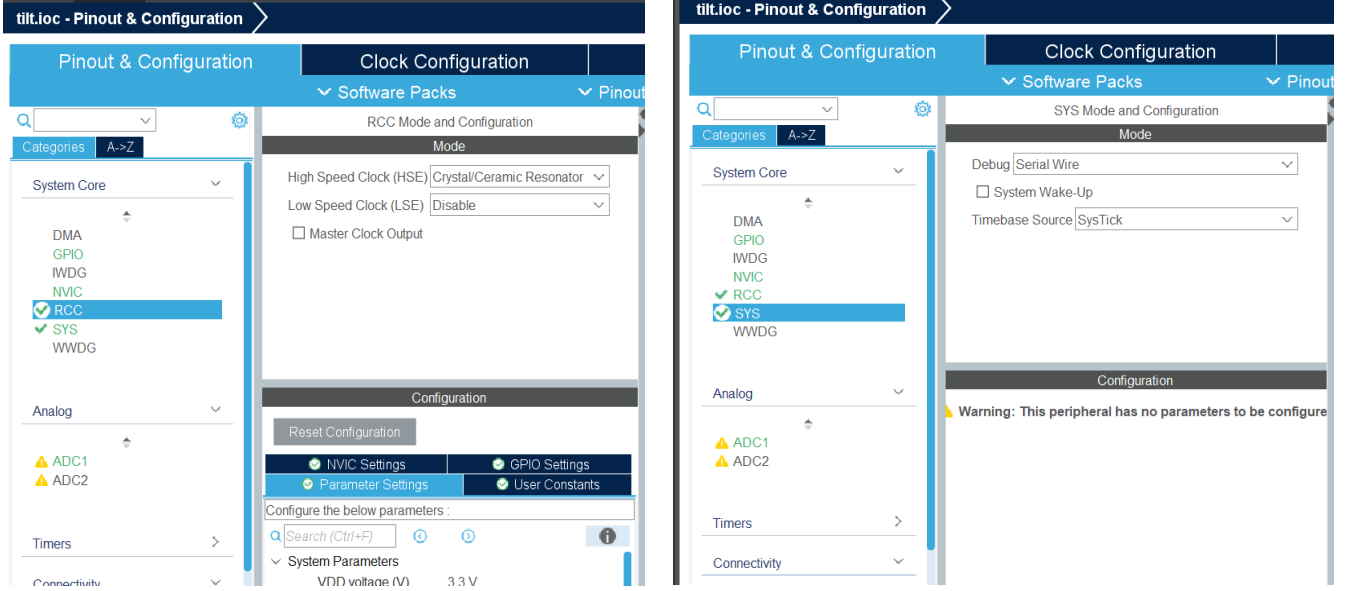 tilt.ioc - Pinout & Configuration
Pinout & Configuration
Clock Configuration
Software Packs
Pinout
Categories
A->Z
System Core
DMA
GPIO
IWDG
NVIC
RCC
SYS
WWDG
Analog
ADC1
ADC2
Timers
Connectivity
RCC Mode and Configuration
Mode
High Speed Clock (HSE) Crystal/Ceramic Resonator
Low Speed Clock (LSE) Disable
Master Clock Output
Configuration
Reset Configuration
NVIC Settings
GPIO Settings
Parameter Settings
User Constants
Configure the below parameters :
Search (Ctrl+F)
System Parameters
VDD voltage (V) 3.3 V
tilt.ioc - Pinout & Configuration
Pinout & Configuration
Clock Configuration
Software Packs
Pinout
Categories
A->Z
System Core
DMA
GPIO
IWDG
NVIC
RCC
SYS
WWDG
Analog
ADC1
ADC2
Timers
Connectivity
SYS Mode and Configuration
Mode
Debug Serial Wire
System Wake-Up
Timebase Source SysTick
Configuration
Warning: This peripheral has no parameters to be configure